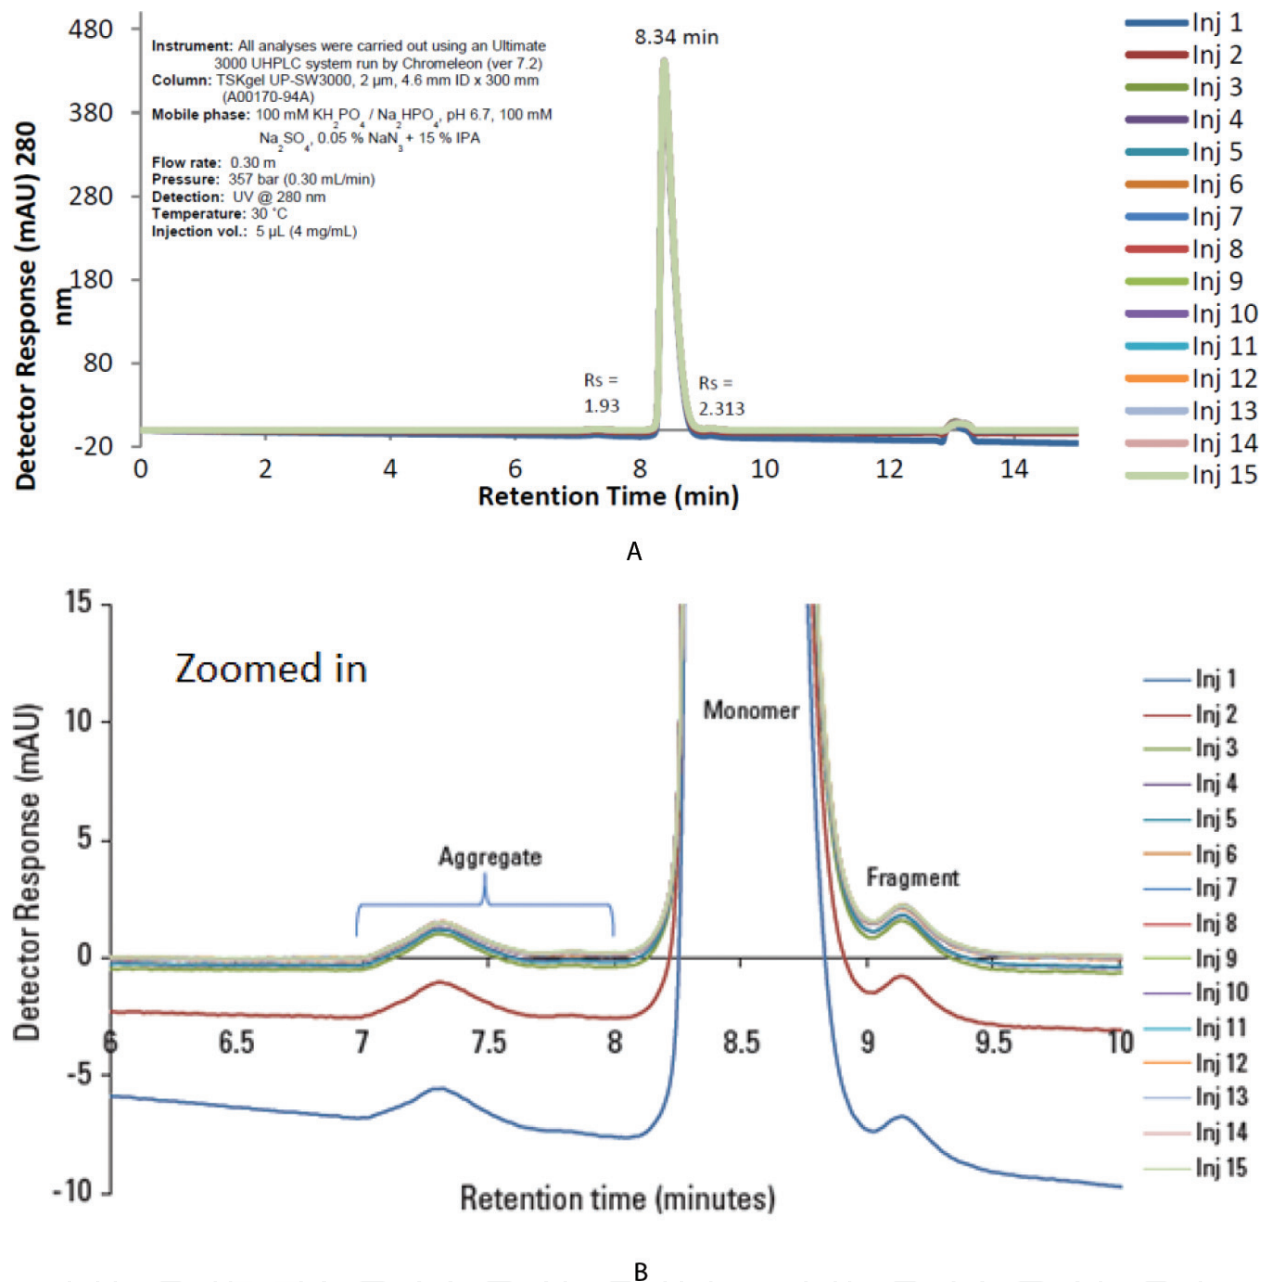 480
380
280
180
80
-20
Detector Response (mAU) 280
nm
Instrument: All analyses were carried out using an Ultimate
3000 UHPLC system run by Chromeleon (ver 7.2)
Column: TSKgel UP-SW3000, 2 µm, 4.6 mm ID x 300 mm
(A00170-94A)
Mobile phase: 100 mM KH2PO4 / Na2HPO4, pH 6.7, 100 mM
Na2SO4, 0.05 % NaN3 + 15 % IPA
Flow rate: 0.30 m
Pressure: 357 bar (0.30 mL/min)
Detection: UV @ 280 nm
Temperature: 30 ˚C
Injection vol.: 5 µL (4 mg/mL)
8.34 min
Rs =
1.93
Rs =
2.313
0 2 4 6 8 10 12 14
Retention Time (min)
Inj 1
Inj 2
Inj 3
Inj 4
Inj 5
Inj 6
Inj 7
Inj 8
Inj 9
Inj 10
Inj 11
Inj 12
Inj 13
Inj 14
Inj 15
A
15
10
5
0
-5
-10
Detector Response (mAU)
Zoomed in
Monomer
Aggregate
Fragment
6 6.5 7 7.5 8 8.5 9 9.5 10
Retention time (minutes)
Inj 1
Inj 2
Inj 3
Inj 4
Inj 5
Inj 6
Inj 7
Inj 8
Inj 9
Inj 10
Inj 11
Inj 12
Inj 13
Inj 14
Inj 15
B